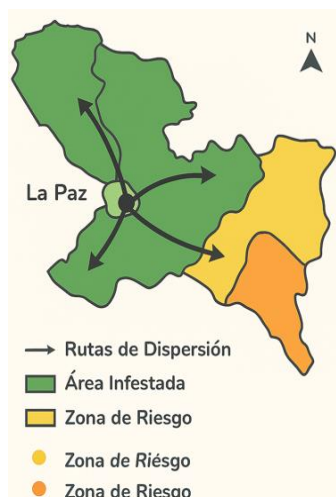 N
La Paz
Rutas de Dispersión
Área Infestada
Zona de Riesgo
Zona de Riésgo
Zona de Riesgo